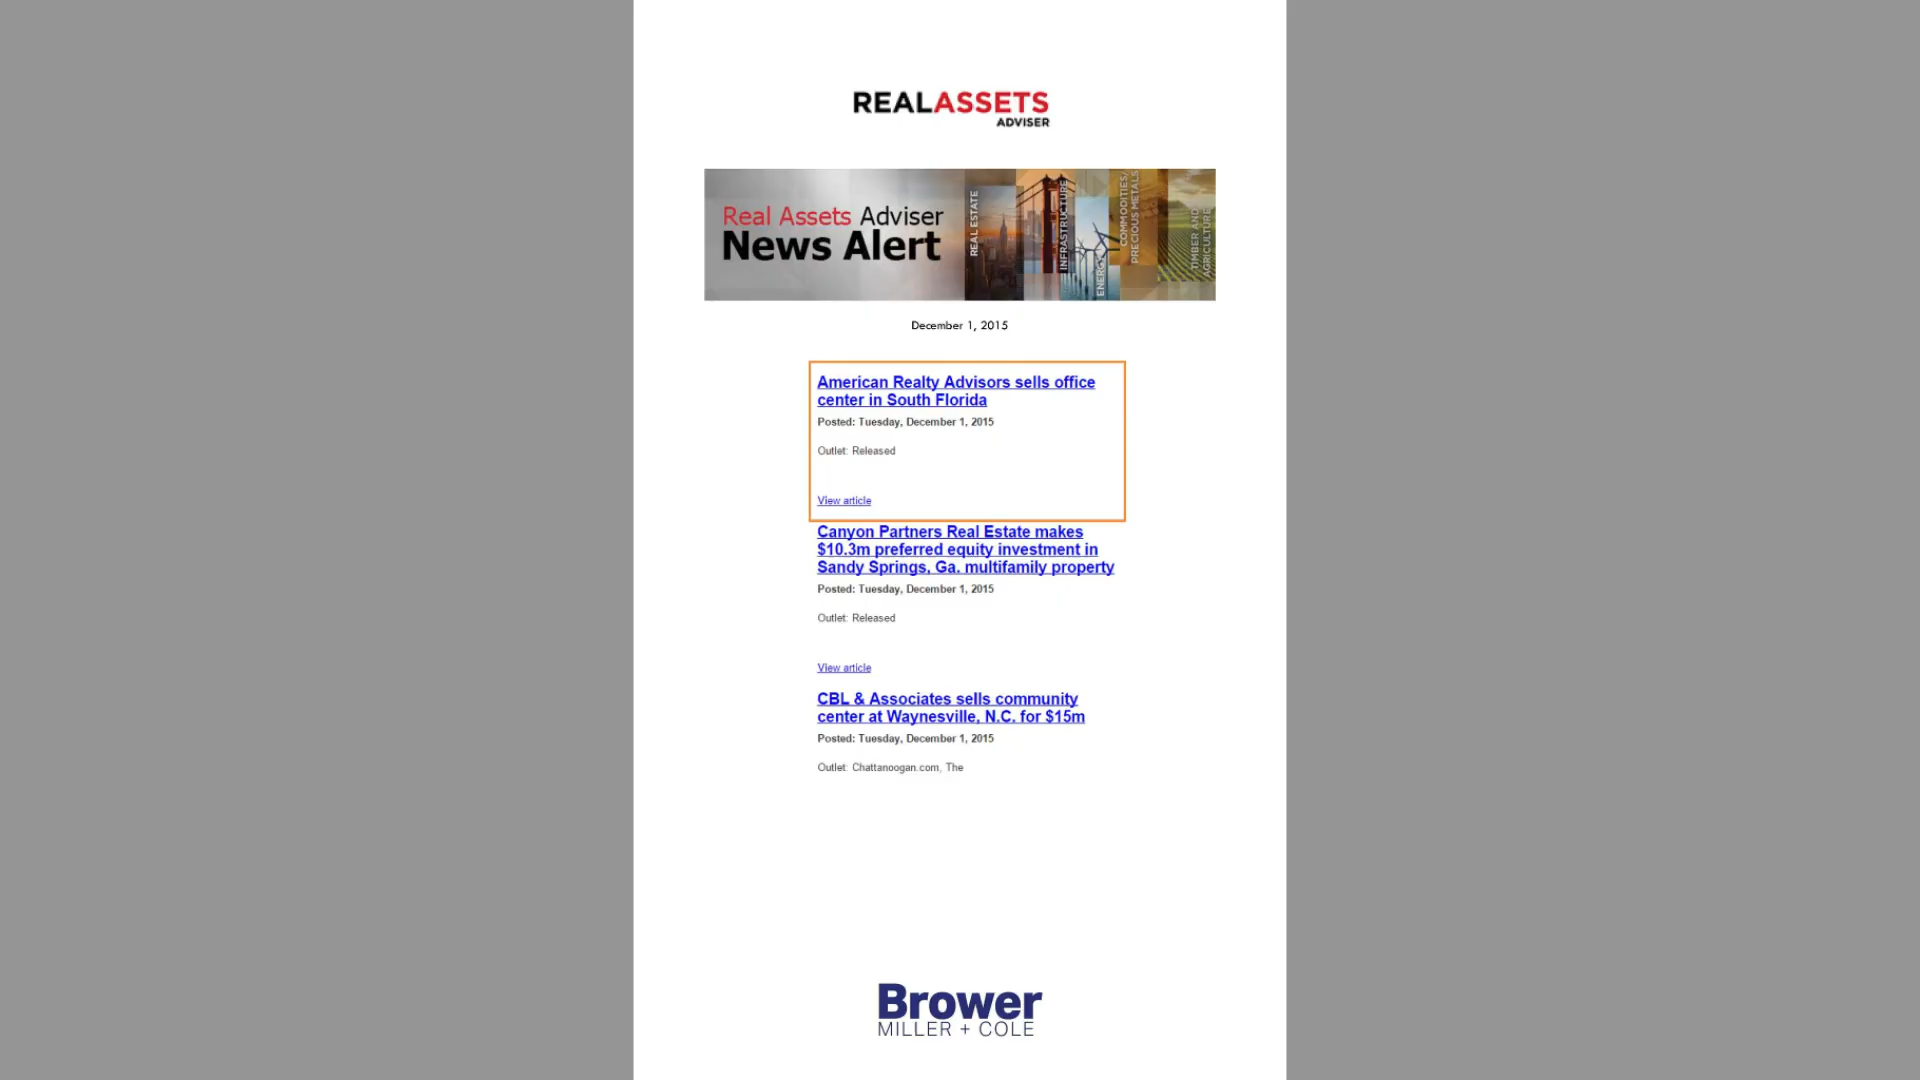 REALASSETS
ADVISER
Real Assets Adviser
News Alert
REAL ESTATE
INFRASTRUCTURE
ENERGY
COMMODITIES/
PRECIOUS METALS
TIMBER AND
AGRICULTURE
December 1, 2015
American Realty Advisors sells office
center in South Florida
Posted: Tuesday, December 1, 2015
Outlet: Released
View article
Canyon Partners Real Estate makes
$10.3m preferred equity investment in
Sandy Springs, Ga. multifamily property
Posted: Tuesday, December 1, 2015
Outlet: Released
View article
CBL & Associates sells community
center at Waynesville, N.C. for $15m
Posted: Tuesday, December 1, 2015
Outlet: Chattanoogan.com, The
Brower
MILLER + COLE